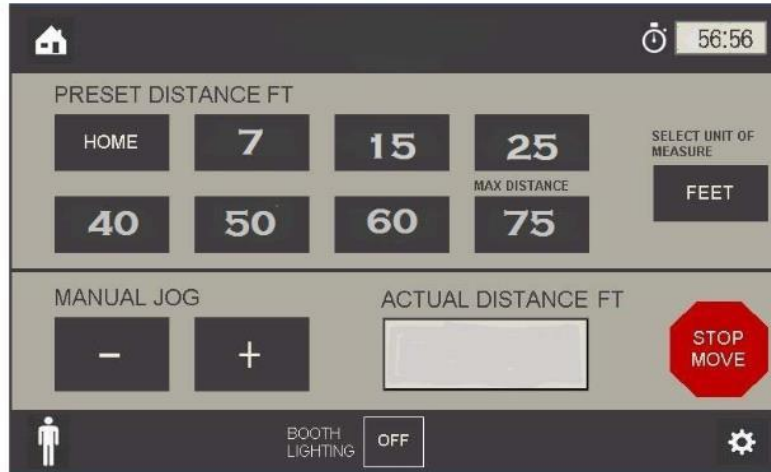 56:56
PRESET DISTANCE FT
HOME
7
15
25
SELECT UNIT OF
MEASURE
FEET
MAX DISTANCE
40
50
60
75
MANUAL JOG
-
+
ACTUAL DISTANCE FT
STOP
MOVE
BOOTH
LIGHTING
OFF